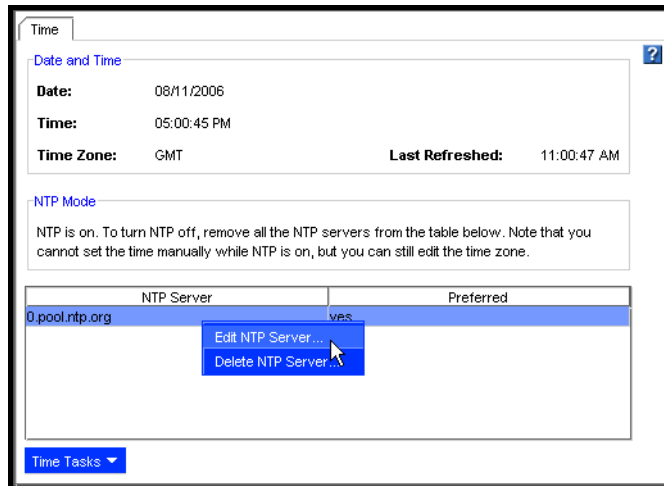 Time
Date and Time
?
Date: 08/11/2006
Time: 05:00:45 PM
Time Zone: GMT Last Refreshed: 11:00:47 AM
NTP Mode
NTP is on. To turn NTP off, remove all the NTP servers from the table below. Note that you
cannot set the time manually while NTP is on, but you can still edit the time zone.
NTP Server Preferred
0.pool.ntp.org yes
Edit NTP Server...
Delete NTP Server...
Time Tasks